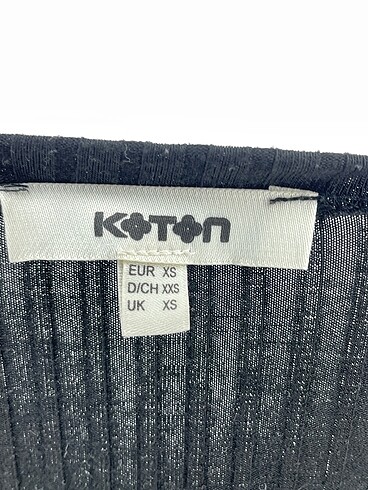 KOTON
EUR XS
D/CH XXS
UK XS